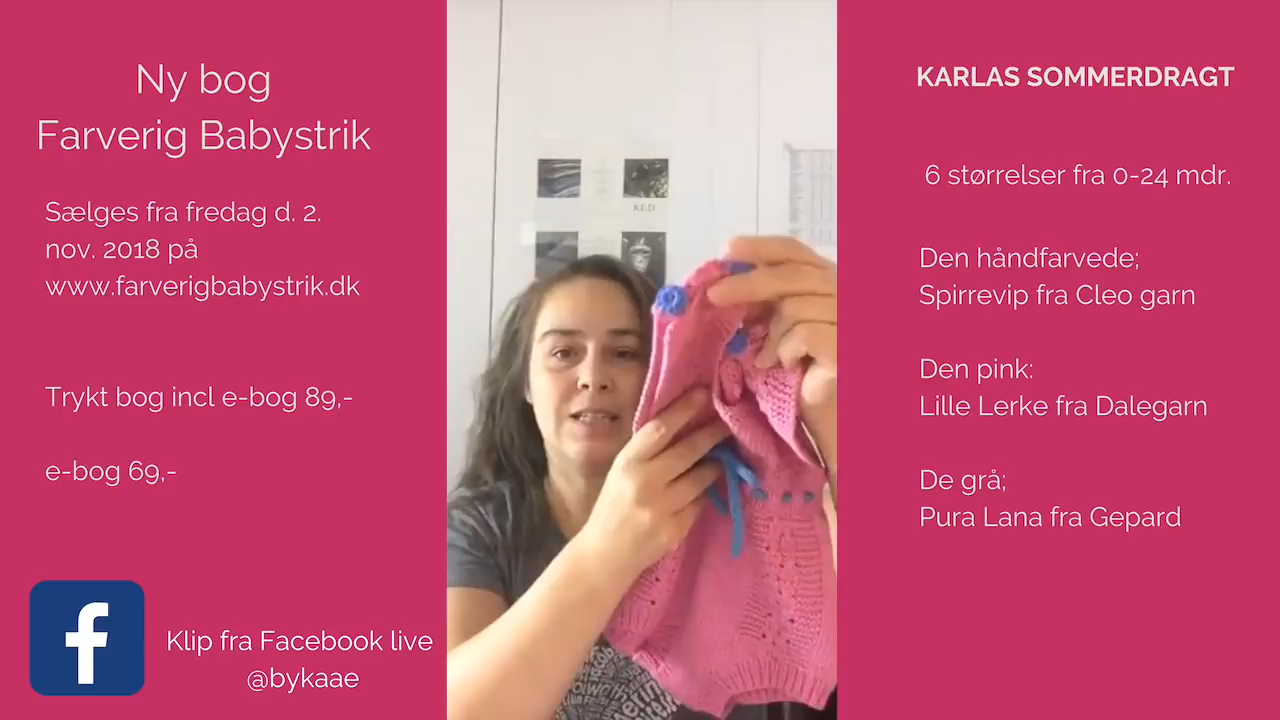 Ny bog
Farverig Babystrik
Sælges fra fredag d. 2.
nov. 2018 på
www.farverigbabystrik.dk
Trykt bog incl e-bog 89,-
e-bog 69,-
f
Klip fra Facebook live
@bykaae
RED
KARLAS SOMMERDRAGT
6 størrelser fra 0-24 mdr.
Den håndfarvede;
Spirrevip fra Cleo garn
Den pink:
Lille Lerke fra Dalegarn
De grå;
Pura Lana fra Gepard